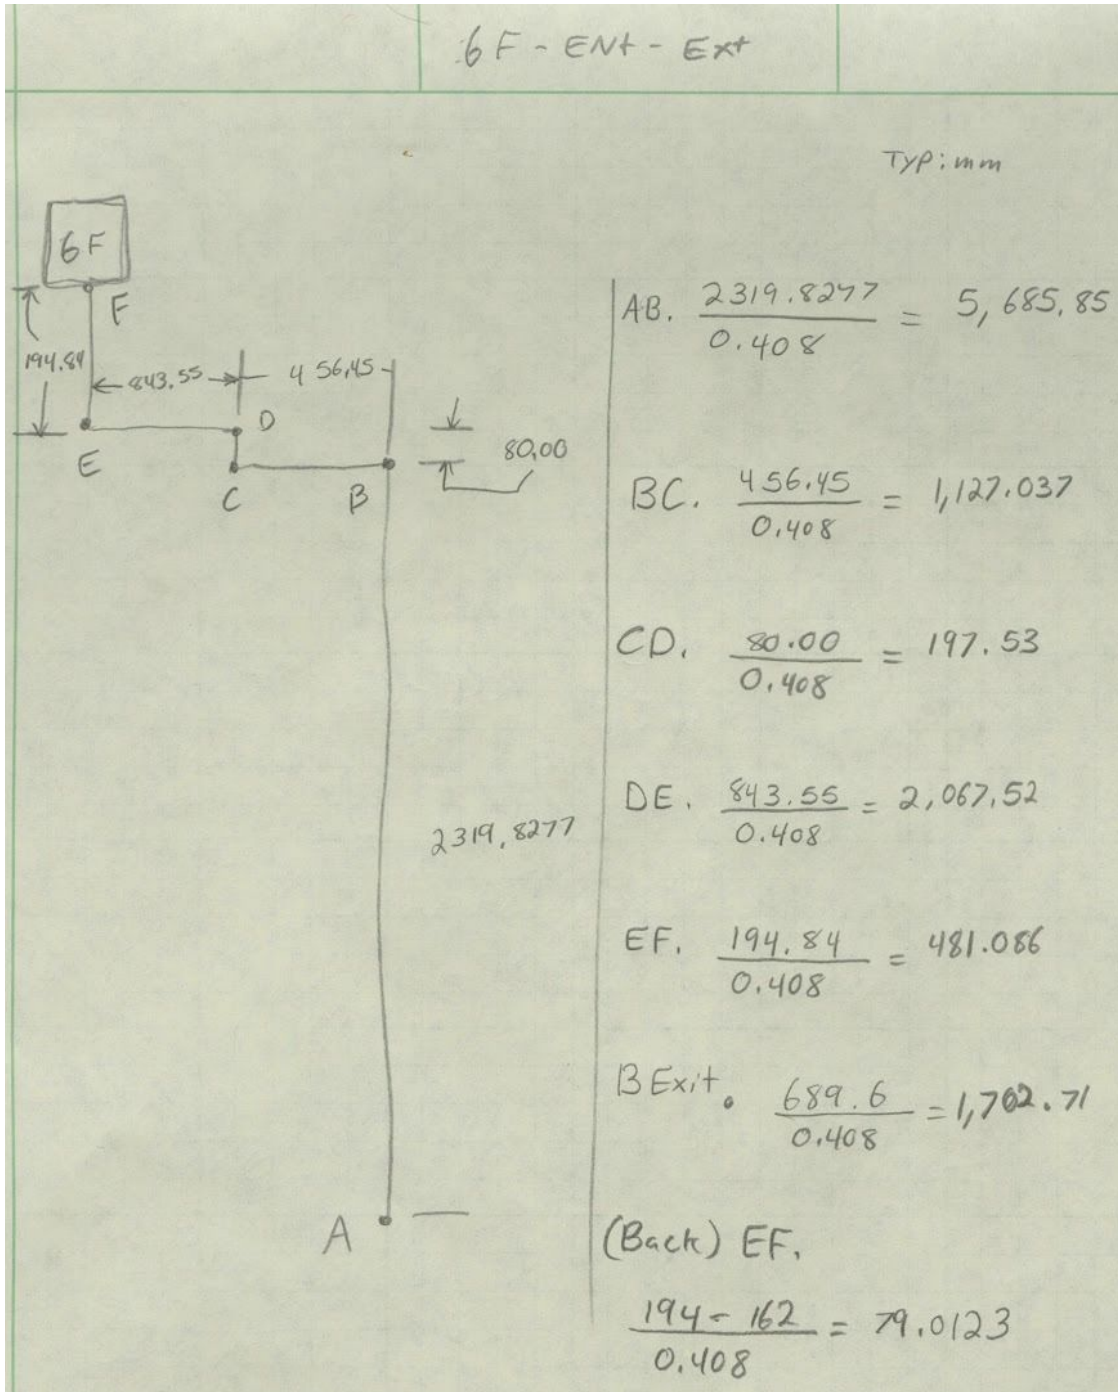 6F - ENt - Ext
TYP: mm
6F
F
194.84
843.55
456.45
D
E
C
B
80.00
2319.8277
A
AB. 2319.8277 / 0.408 = 5,685.85
BC. 456.45 / 0.408 = 1,127.037
CD. 80.00 / 0.408 = 197.53
DE. 843.55 / 0.408 = 2,067.52
EF. 194.84 / 0.408 = 481.086
B Exit. 689.6 / 0.408 = 1,702.71
(Back) EF.
194 - 162 / 0.408 = 79.0123